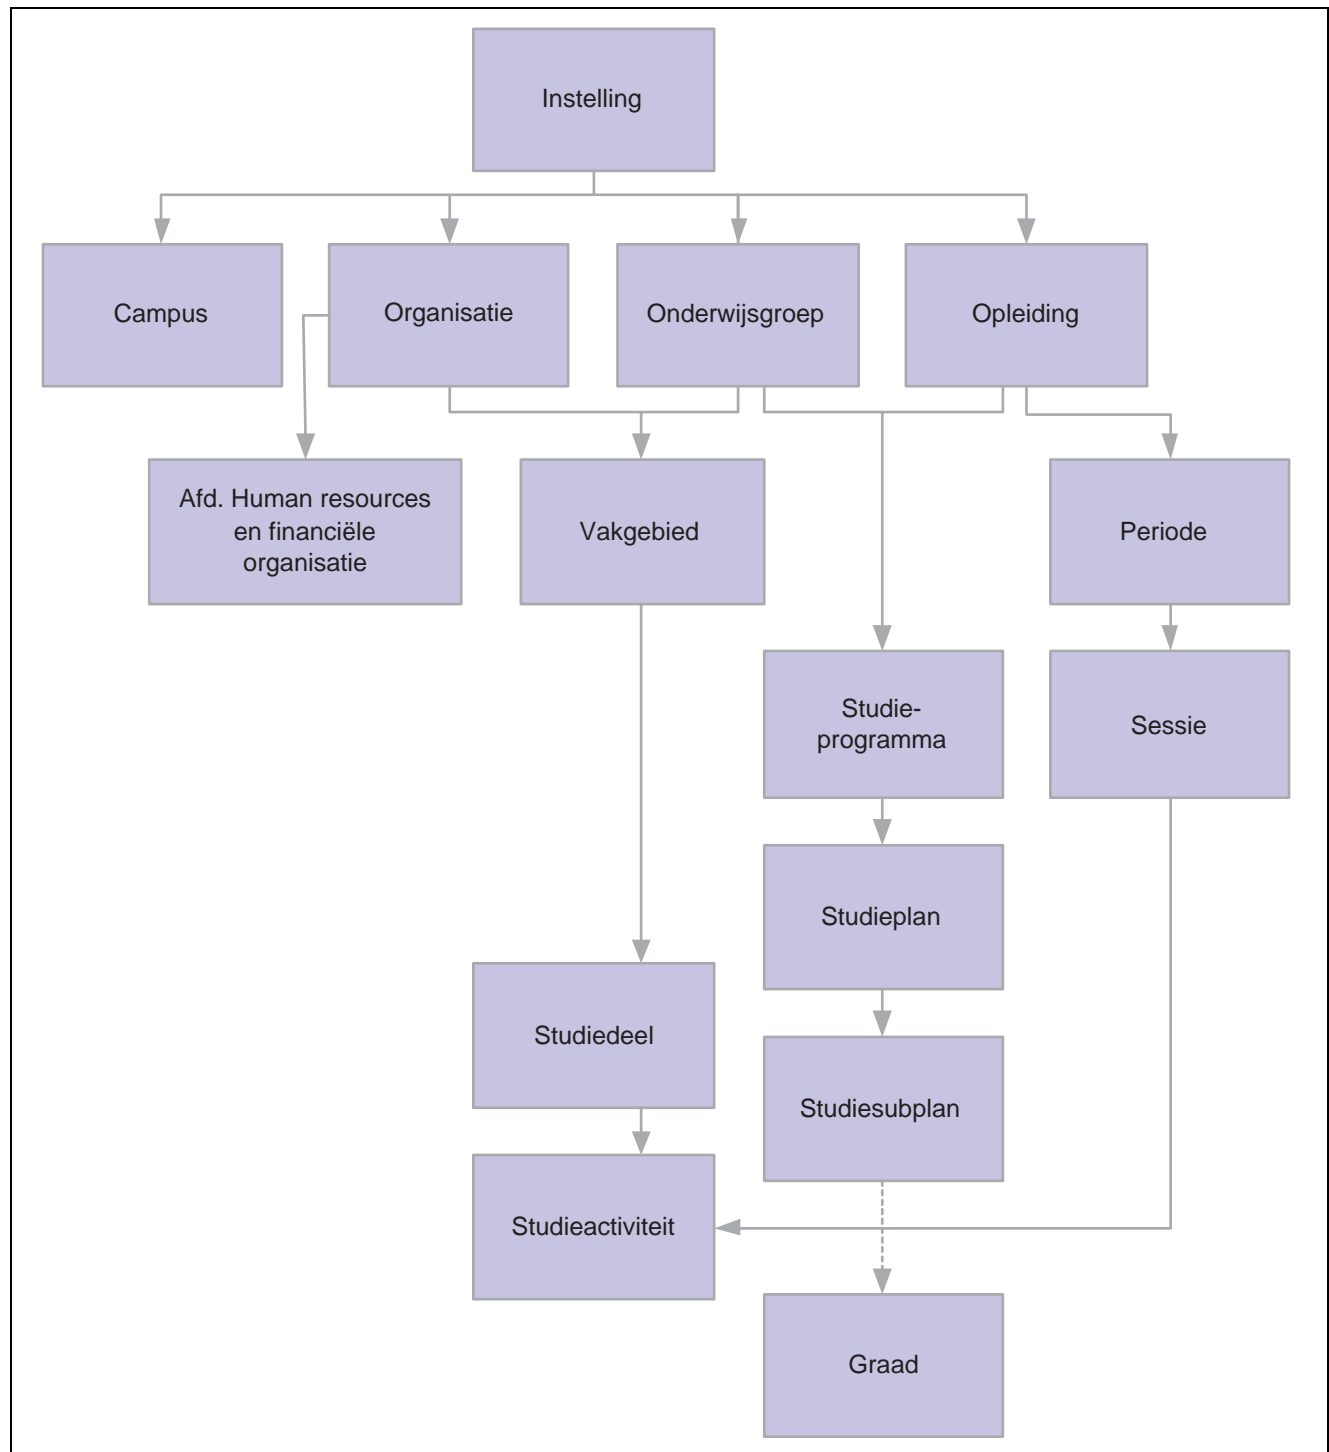 Instelling
Campus
Organisatie
Onderwijsgroep
Opleiding
Afd. Human resources
en financiële
organisatie
Vakgebied
Periode
Studie-
programma
Sessie
Studieplan
Studiedeel
Studiesubplan
Studieactiviteit
Graad